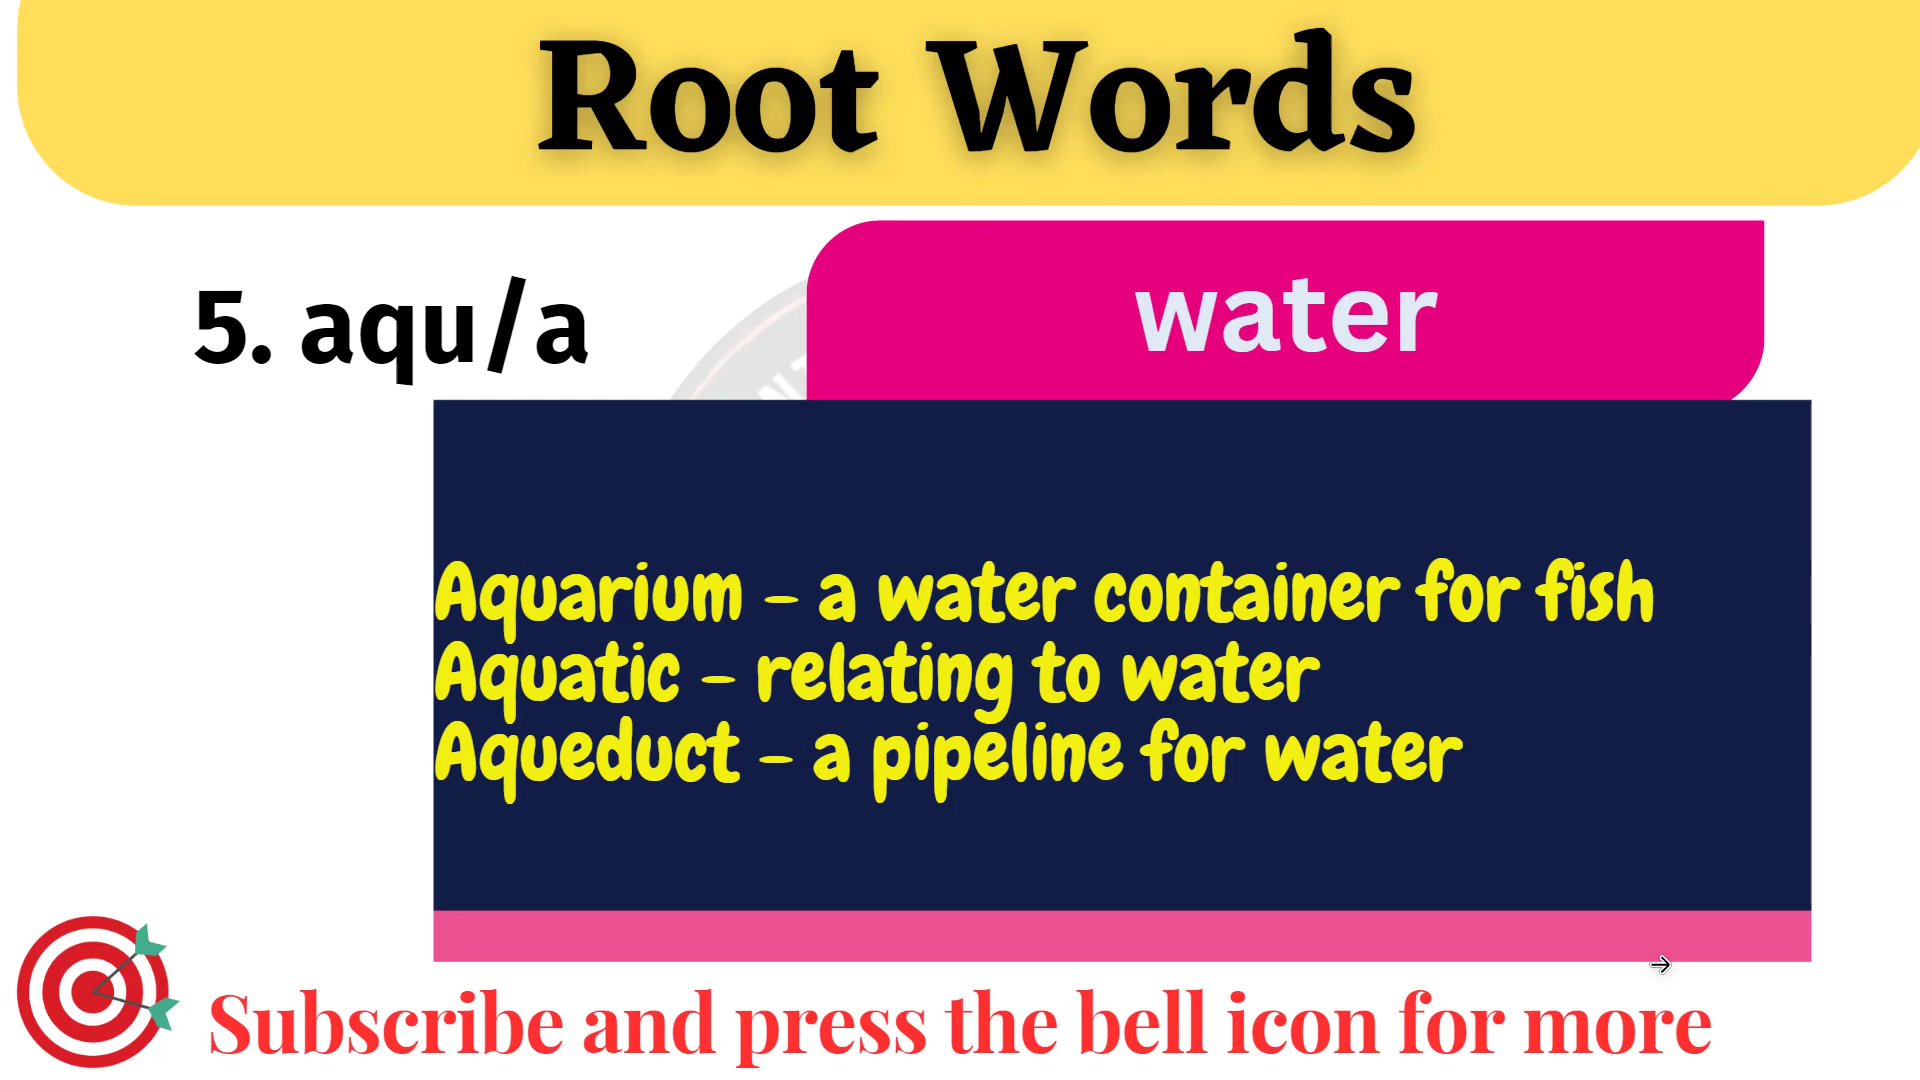 Root Words
5. aqu/a
water
Aquarium – a water container for fish
Aquatic – relating to water
Aqueduct – a pipeline for water
Subscribe and press the bell icon for more